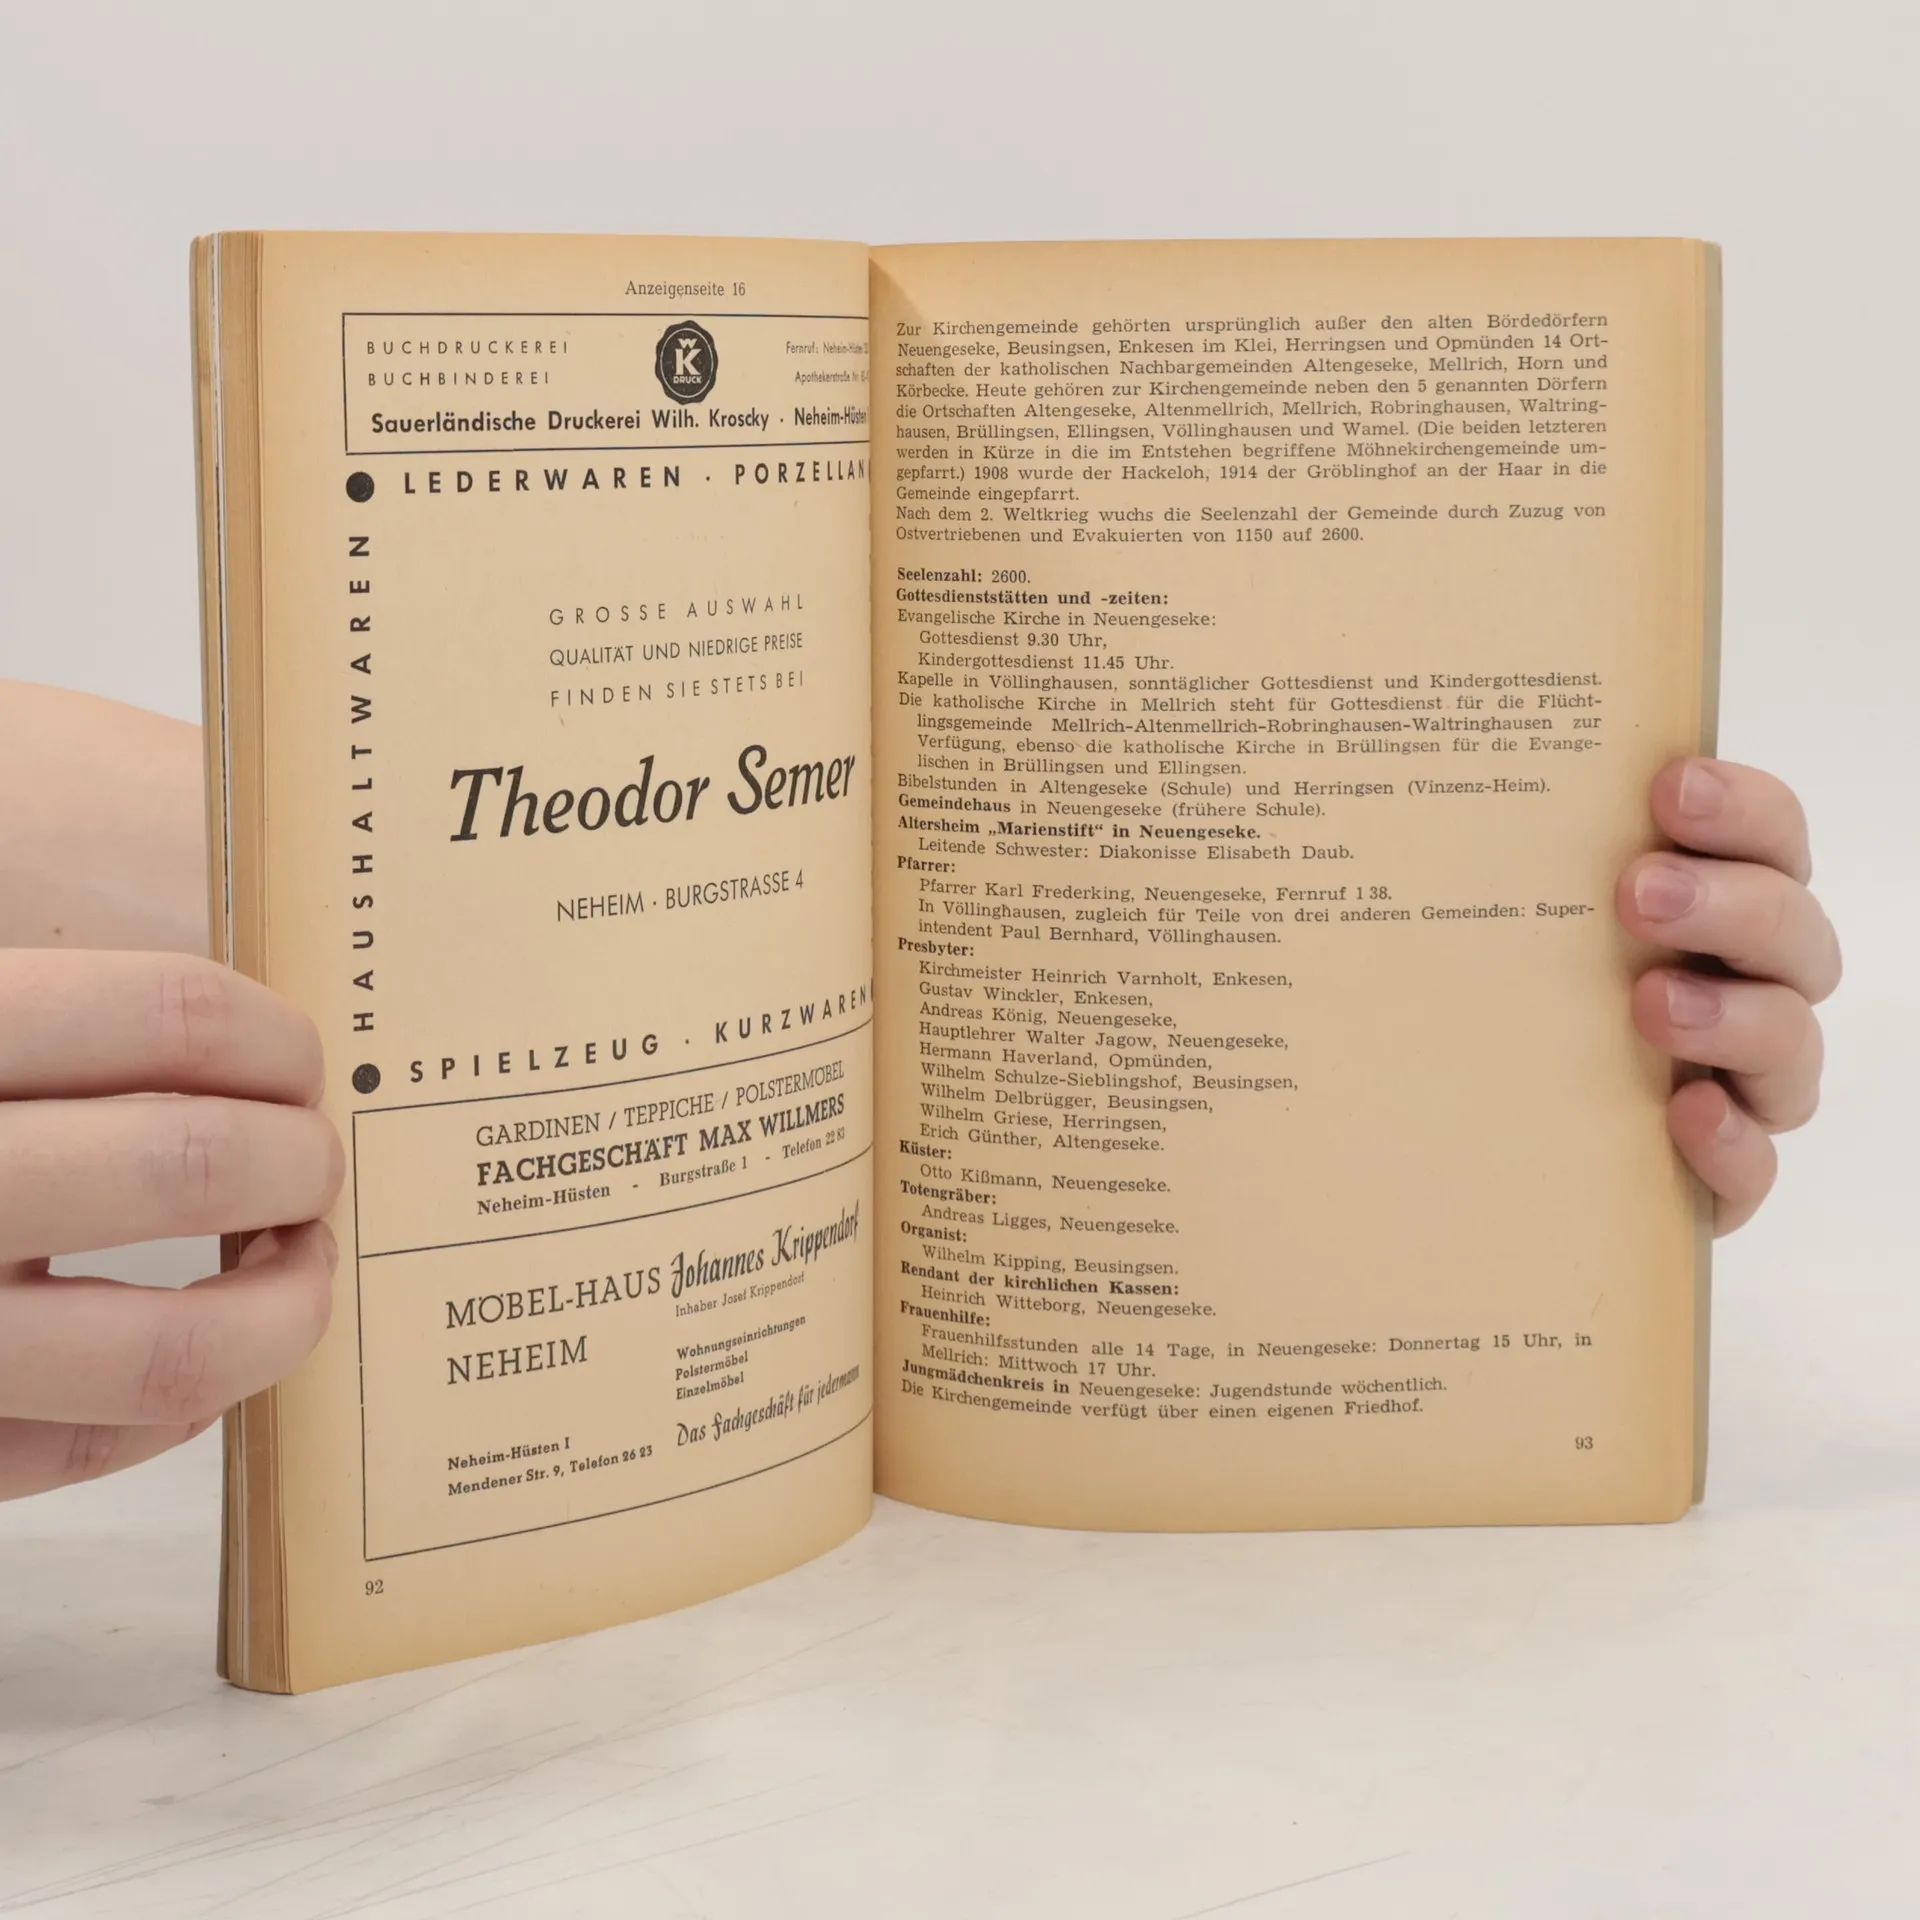 Anzeigenseite 16
BUCHDRUCKEREI
BUCHBINDEREI
WK
DRUCK
Fernruf: Neheim-Hüsten
Apothekerstraße Nr.
Sauerländische Druckerei Wilh. Kroscky · Neheim-Hüsten
LEDERWAREN · PORZELLAN
HAUSHALTWAREN
GROSSE AUSWAHL
QUALITÄT UND NIEDRIGE PREISE
FINDEN SIE STETS BEI
Theodor Semer
NEHEIM · BURGSTRASSE 4
SPIELZEUG · KURZWAREN
GARDINEN / TEPPICHE / POLSTERMÖBEL
FACHGESCHÄFT MAX WILLMERS
Neheim-Hüsten - Burgstraße 1 - Telefon 22 83
MÖBEL-HAUS Johannes Krippendorf
Inhaber Josef Krippendorf
NEHEIM
Wohnungseinrichtungen
Polstermöbel
Einzelmöbel
Das Fachgeschäft für jedermann
Neheim-Hüsten I
Mendener Str. 9, Telefon 26 23
92
Zur Kirchengemeinde gehörten ursprünglich außer den alten Bördedörfern
Neuengeseke, Beusingsen, Enkesen im Klei, Herringsen und Opmünden 14 Ort-
schaften der katholischen Nachbargemeinden Altengeseke, Mellrich, Horn und
Körbecke. Heute gehören zur Kirchengemeinde neben den 5 genannten Dörfern
die Ortschaften Altengeseke, Altenmellrich, Mellrich, Robringhausen, Waltring-
hausen, Brüllingsen, Ellingsen, Völlinghausen und Wamel. (Die beiden letzteren
werden in Kürze in die im Entstehen begriffene Möhnekirchengemeinde um-
gepfarrt.) 1908 wurde der Hackeloh, 1914 der Gröblinghof an der Haar in die
Gemeinde eingepfarrt.
Nach dem 2. Weltkrieg wuchs die Seelenzahl der Gemeinde durch Zuzug von
Ostvertriebenen und Evakuierten von 1150 auf 2600.
Seelenzahl: 2600.
Gottesdienststätten und -zeiten:
Evangelische Kirche in Neuengeseke:
Gottesdienst 9.30 Uhr,
Kindergottesdienst 11.45 Uhr.
Kapelle in Völlinghausen, sonntäglicher Gottesdienst und Kindergottesdienst.
Die katholische Kirche in Mellrich steht für Gottesdienst für die Flücht-
lingsgemeinde Mellrich-Altenmellrich-Robringhausen-Waltringhausen zur
Verfügung, ebenso die katholische Kirche in Brüllingsen für die Evange-
lischen in Brüllingsen und Ellingsen.
Bibelstunden in Altengeseke (Schule) und Herringsen (Vinzenz-Heim).
Gemeindehaus in Neuengeseke (frühere Schule).
Altersheim „Marienstift“ in Neuengeseke.
Leitende Schwester: Diakonisse Elisabeth Daub.
Pfarrer:
Pfarrer Karl Frederking, Neuengeseke, Fernruf 1 38.
In Völlinghausen, zugleich für Teile von drei anderen Gemeinden: Super-
intendent Paul Bernhard, Völlinghausen.
Presbyter:
Kirchmeister Heinrich Varnholt, Enkesen,
Gustav Winckler, Enkesen,
Andreas König, Neuengeseke,
Hauptlehrer Walter Jagow, Neuengeseke,
Hermann Haverland, Opmünden,
Wilhelm Schulze-Sieblingshof, Beusingsen,
Wilhelm Delbrügger, Beusingsen,
Wilhelm Griese, Herringsen,
Erich Günther, Altengeseke.
Küster:
Otto Kißmann, Neuengeseke.
Totengräber:
Andreas Ligges, Neuengeseke.
Organist:
Wilhelm Kipping, Beusingsen.
Rendant der kirchlichen Kassen:
Heinrich Witteborg, Neuengeseke.
Frauenhilfe:
Frauenhilfsstunden alle 14 Tage, in Neuengeseke: Donnertag 15 Uhr, in
Mellrich: Mittwoch 17 Uhr.
Jungmädchenkreis in Neuengeseke: Jugendstunde wöchentlich.
Die Kirchengemeinde verfügt über einen eigenen Friedhof.
93